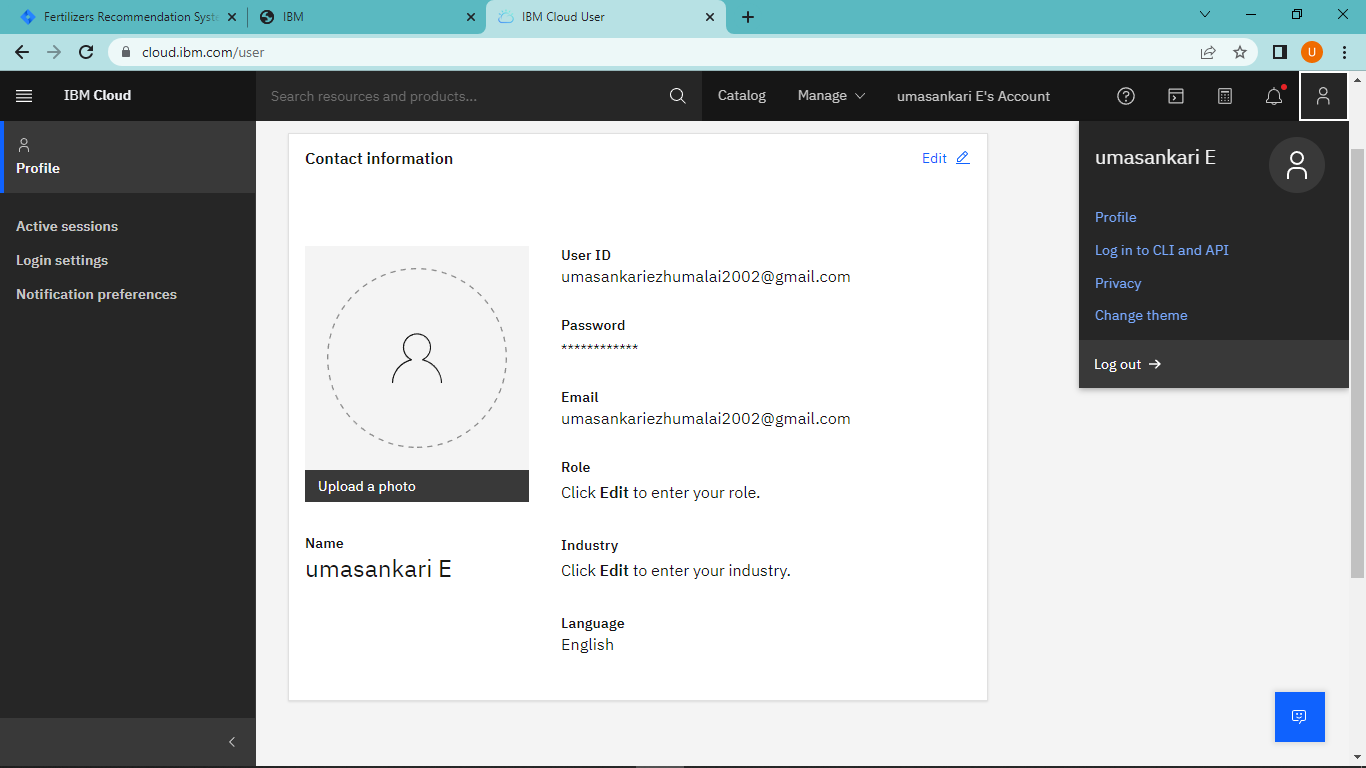 Fertilizers Recommendation Syst
IBM
IBM Cloud User
cloud.ibm.com/user
U
IBM Cloud
Search resources and products...
Catalog
Manage
umasankari E's Account
Profile
Active sessions
Login settings
Notification preferences
Contact information
Edit
Upload a photo
Name
umasankari E
User ID
umasankariezhumalai2002@gmail.com
Password
************
Email
umasankariezhumalai2002@gmail.com
Role
Click Edit to enter your role.
Industry
Click Edit to enter your industry.
Language
English
umasankari E
Profile
Log in to CLI and API
Privacy
Change theme
Log out →